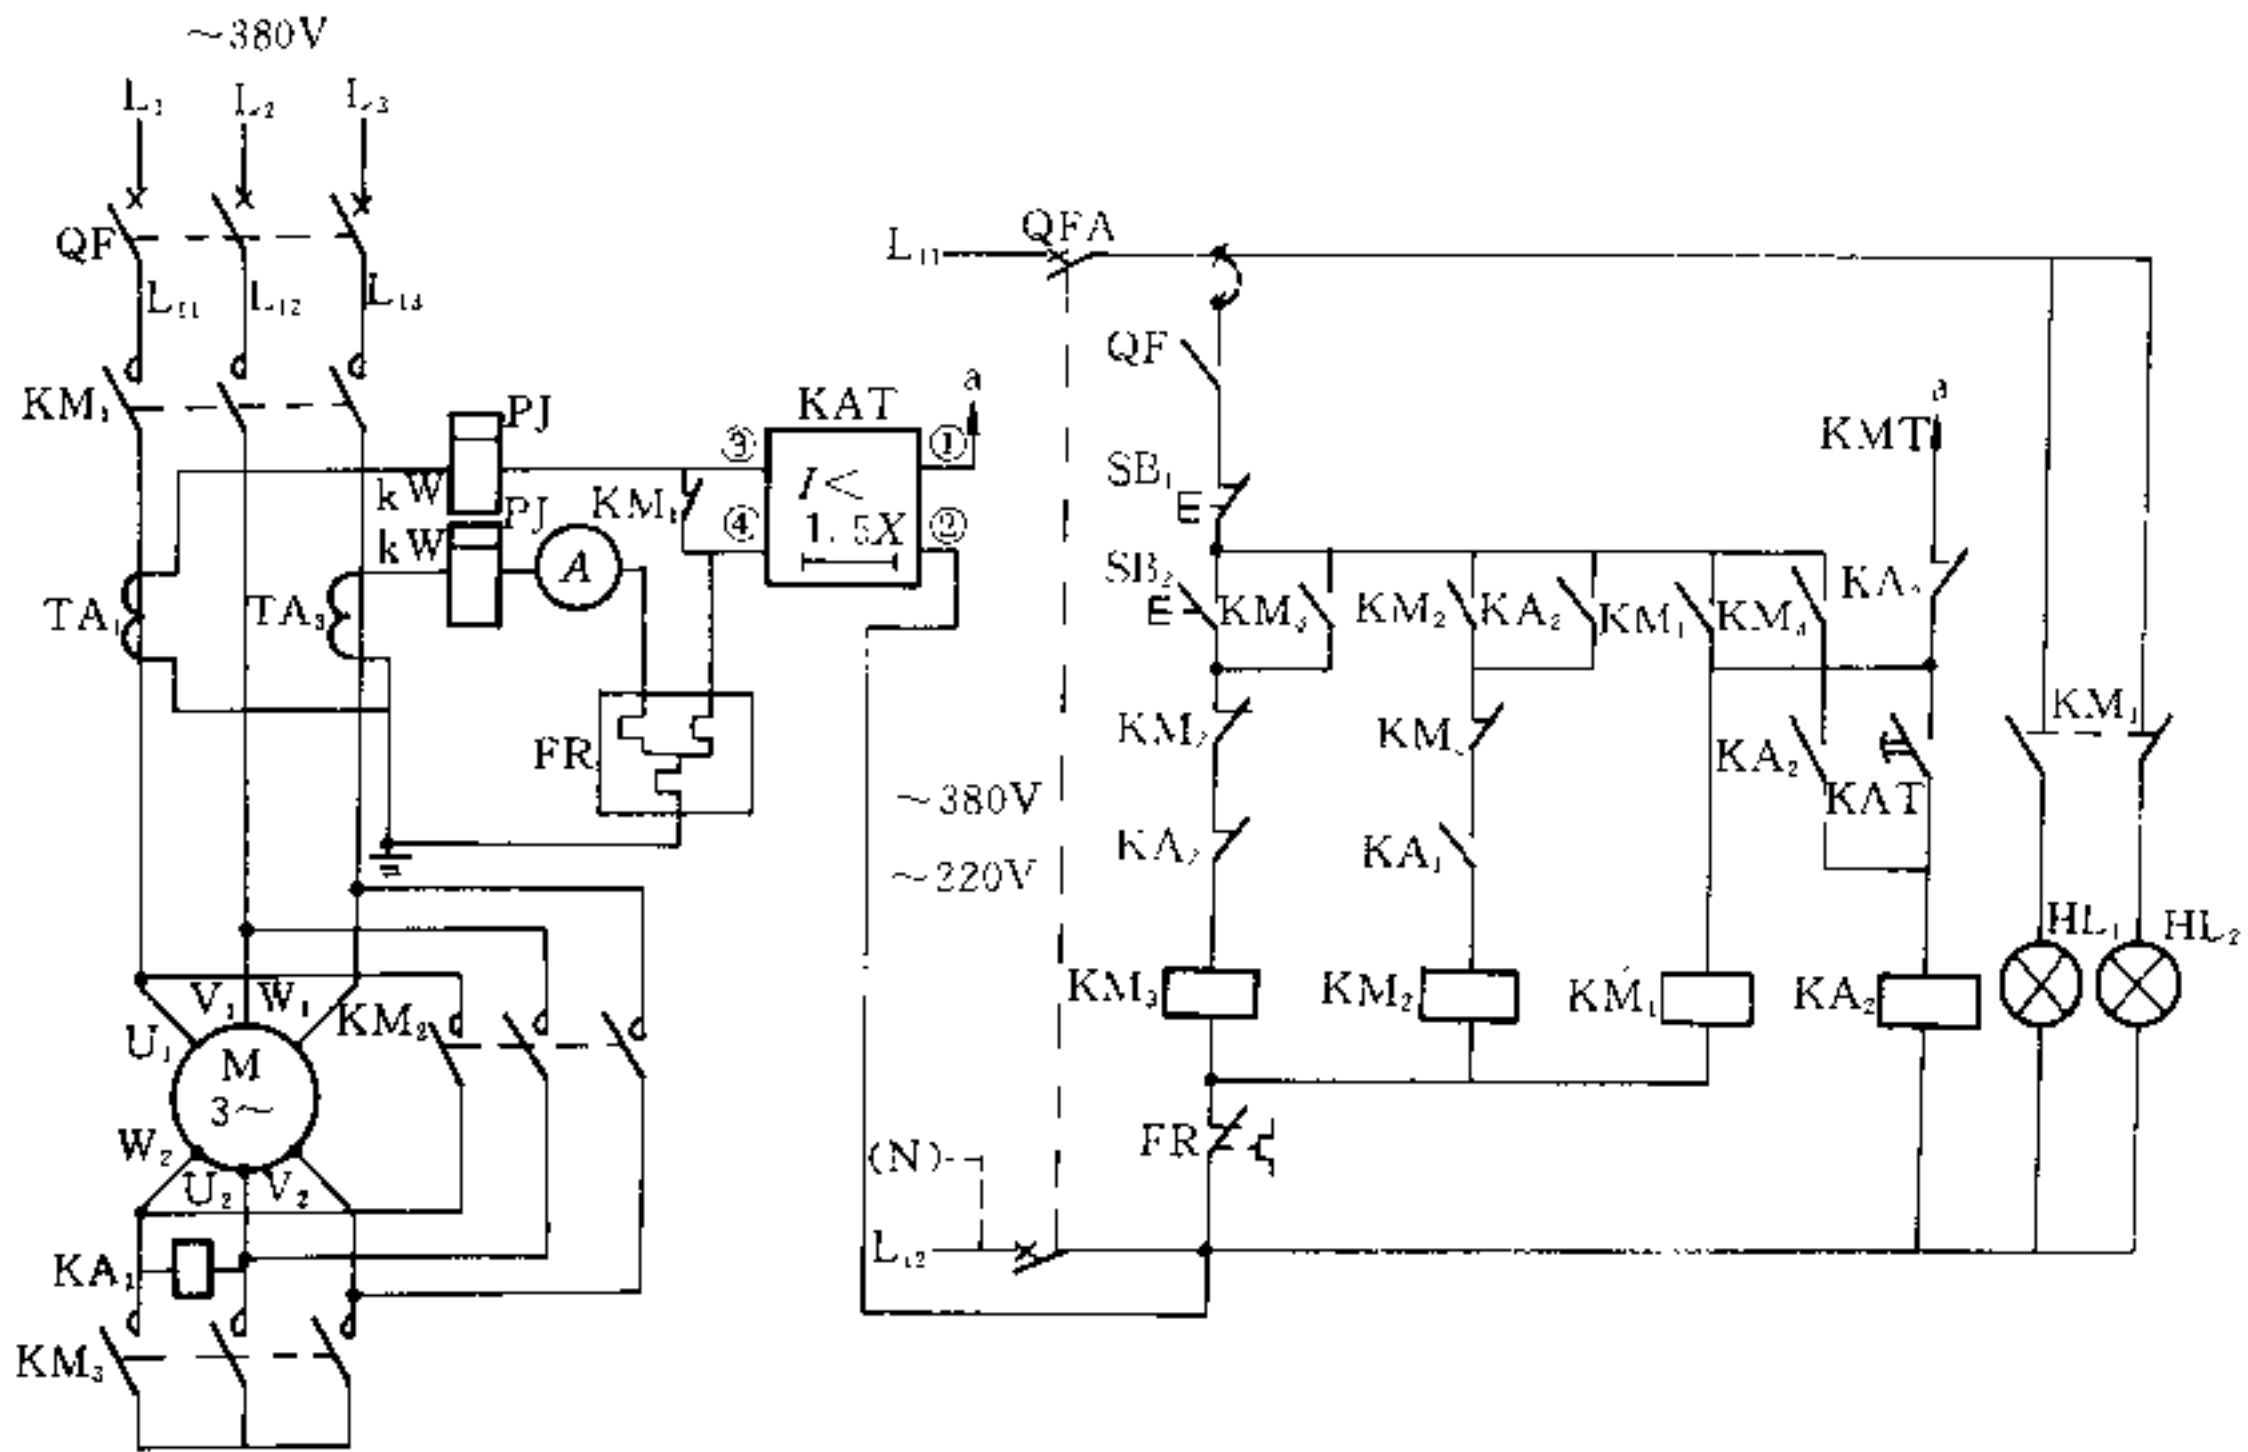 ~380V
L₁ L₂ L₃
QF
L₁₁ L₁₂ L₁₃
KM₁
PJ
kW
PJ
kW
A
KM₁
KAT
③ ① a
I<
1.5X
④ ②
TA₁ TA₃
FR
V₁ W₁
U₁
M
3~
KM₂
W₂
U₂ V₂
KA₁
KM₃
L₁₁ QFA
QF
a
KMT
SB₁
SB₂
KM₃ KM₂ KA₂ KM₁ KM₃
KM₂
KM
KA₂
KAT
KM₁
KA₂
KA₁
~380V
~220V
HL₁ HL₂
KM₃ KM₂ KM₁ KA₂
FR
(N)
L₁₂